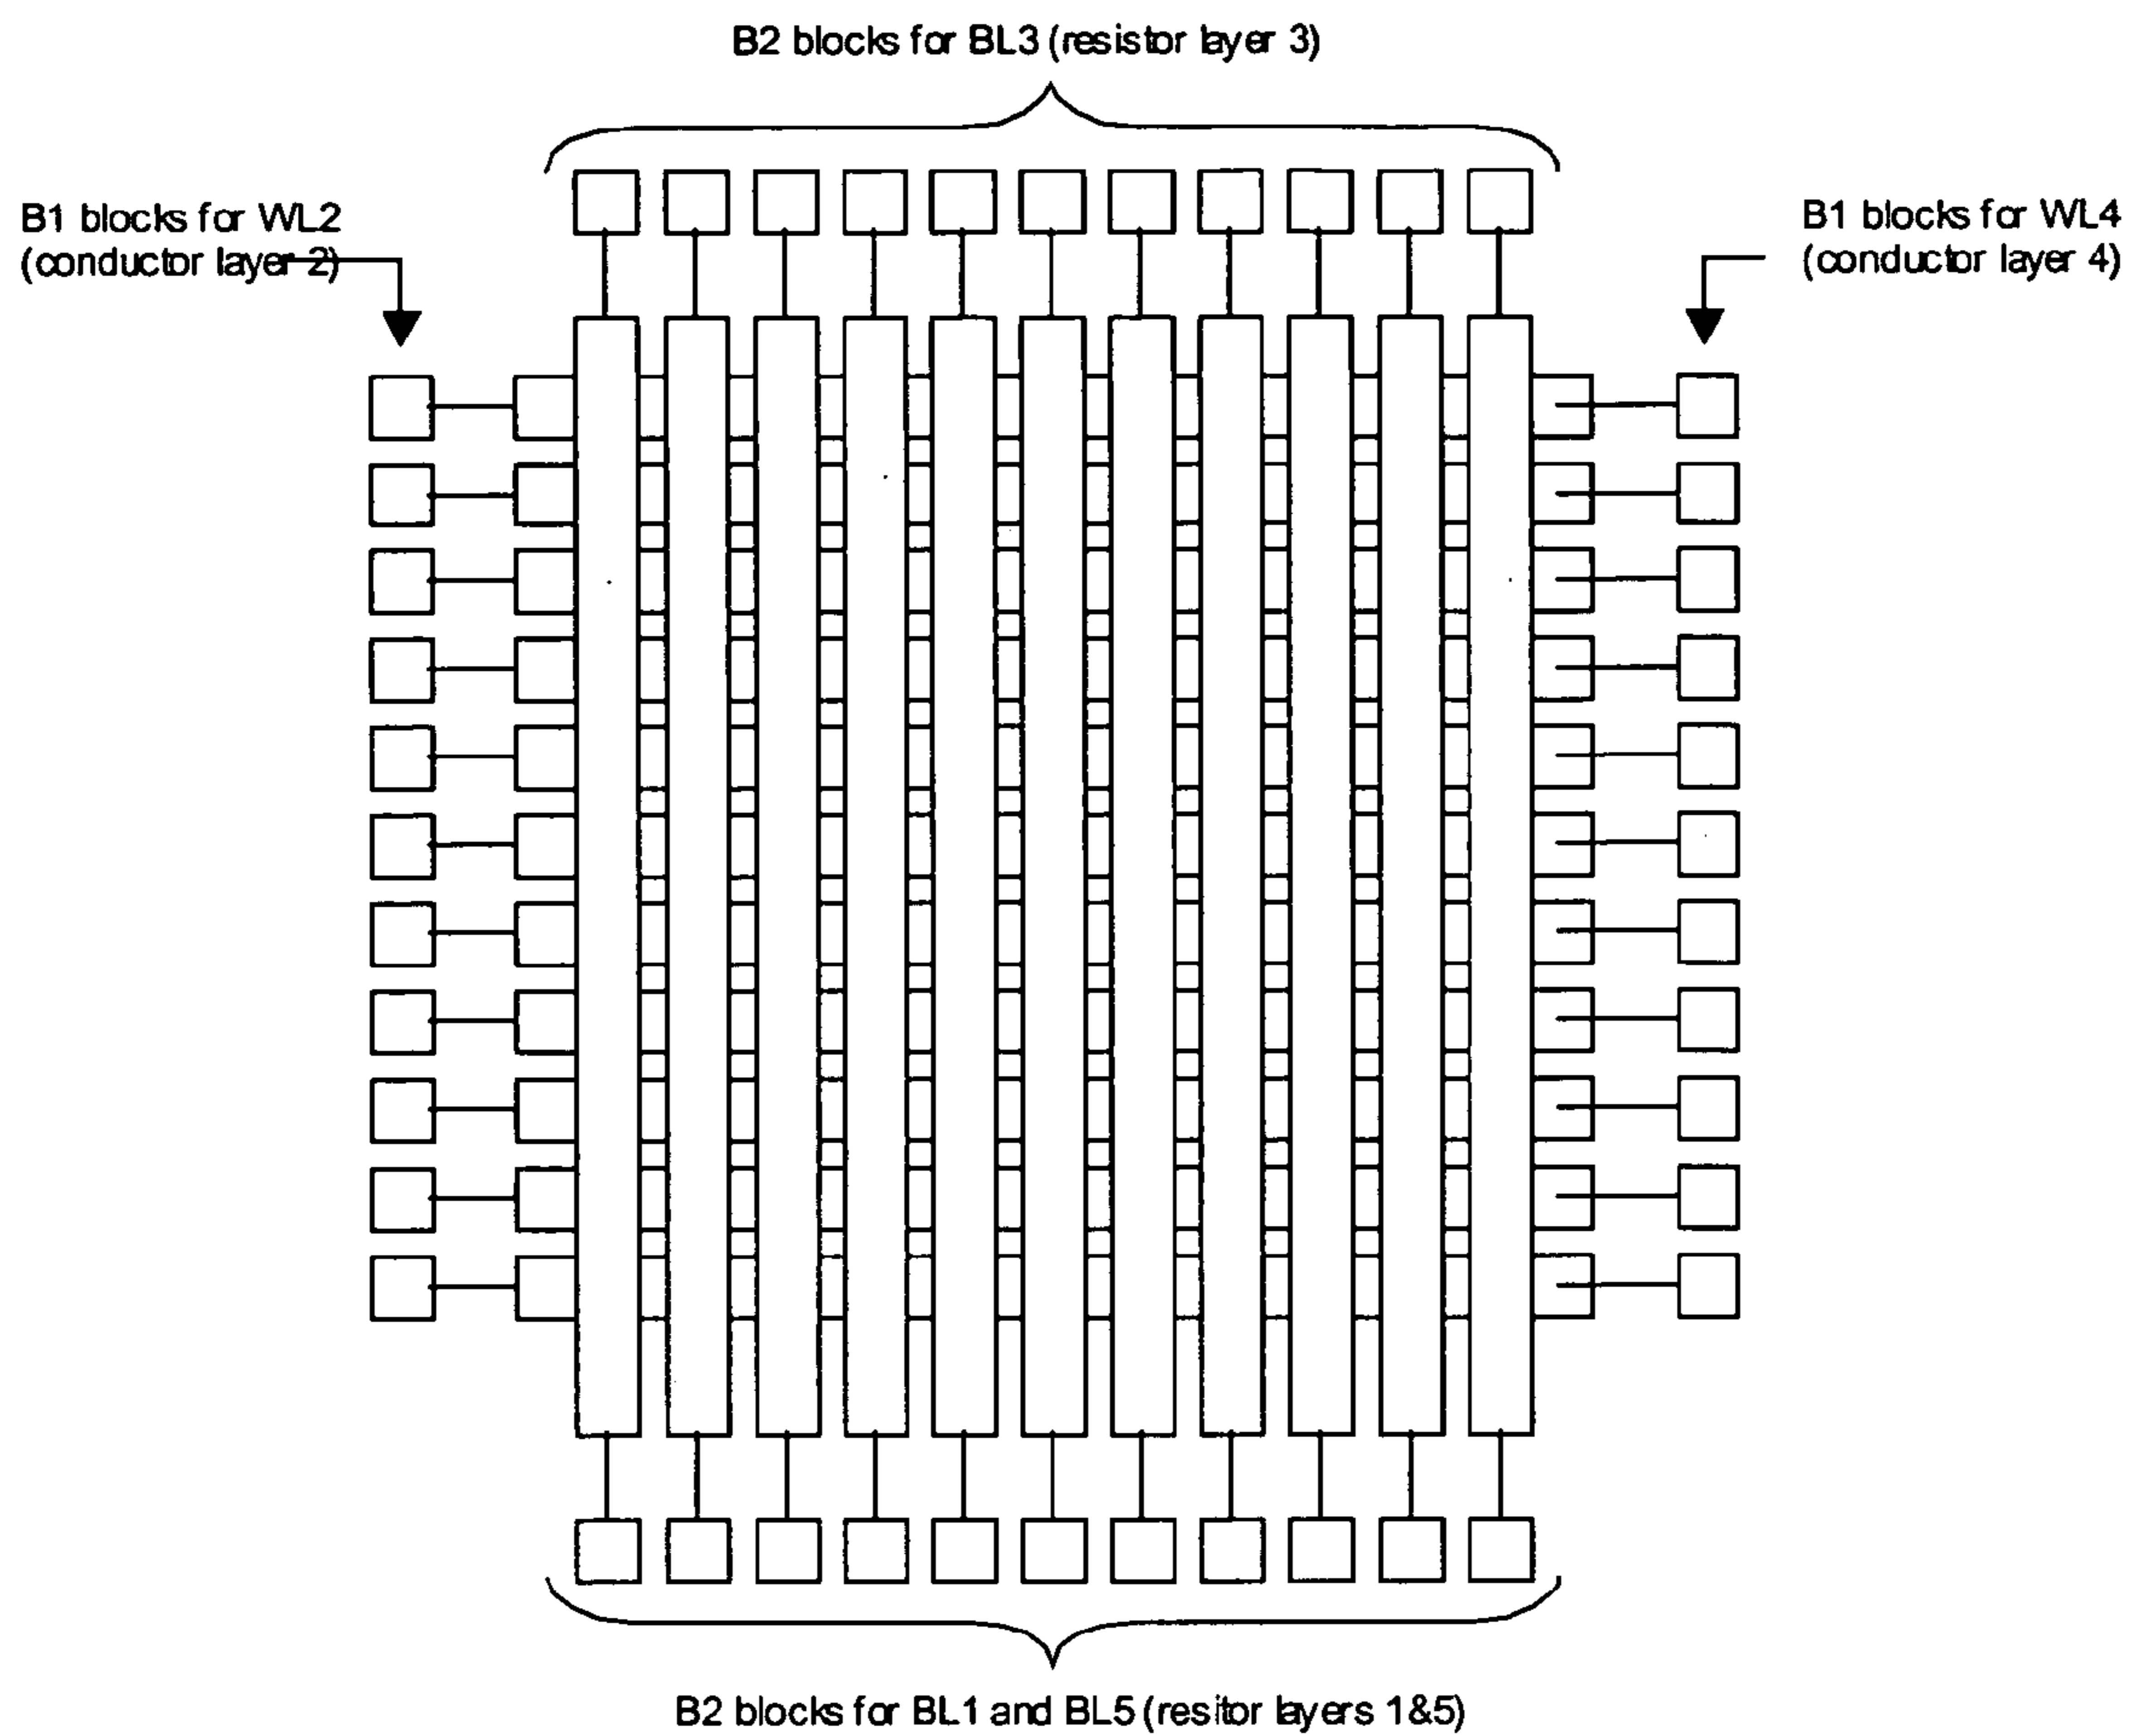 B2 blocks for BL3 (resistor layer 3)
B1 blocks for WL2
(conductor layer 2)
B1 blocks for WL4
(conductor layer 4)
B2 blocks for BL1 and BL5 (resitor layers 1&5)